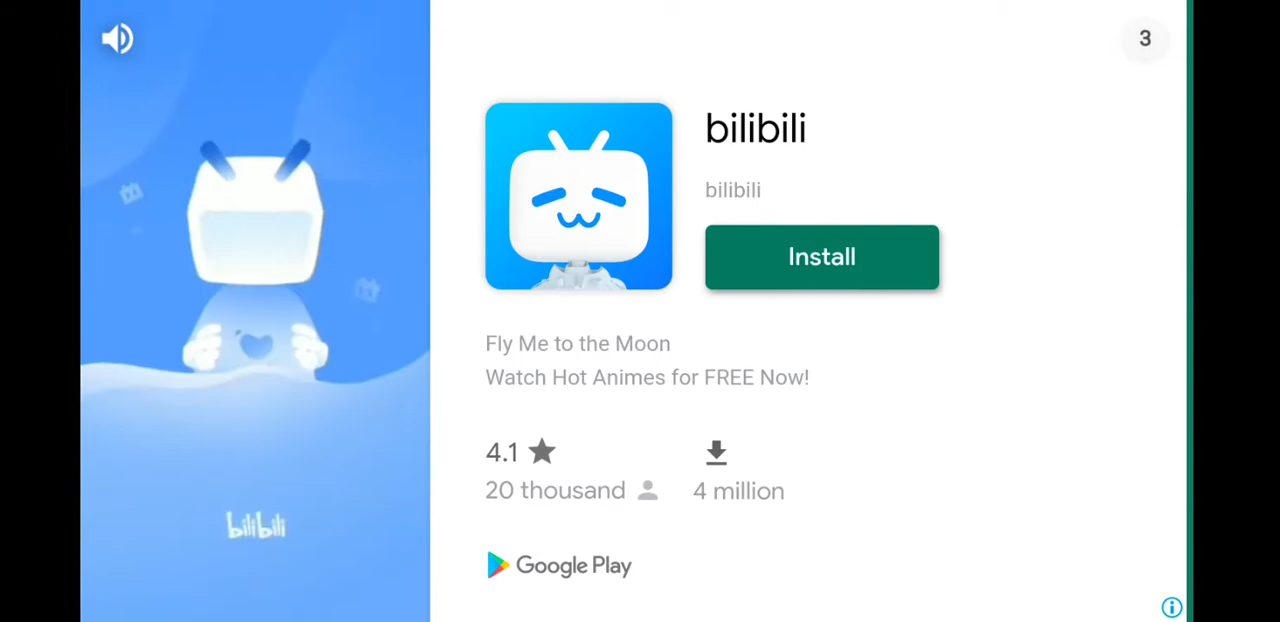 bilibili
3
bilibili
bilibili
Install
Fly Me to the Moon
Watch Hot Animes for FREE Now!
4.1
20 thousand
4 million
Google Play